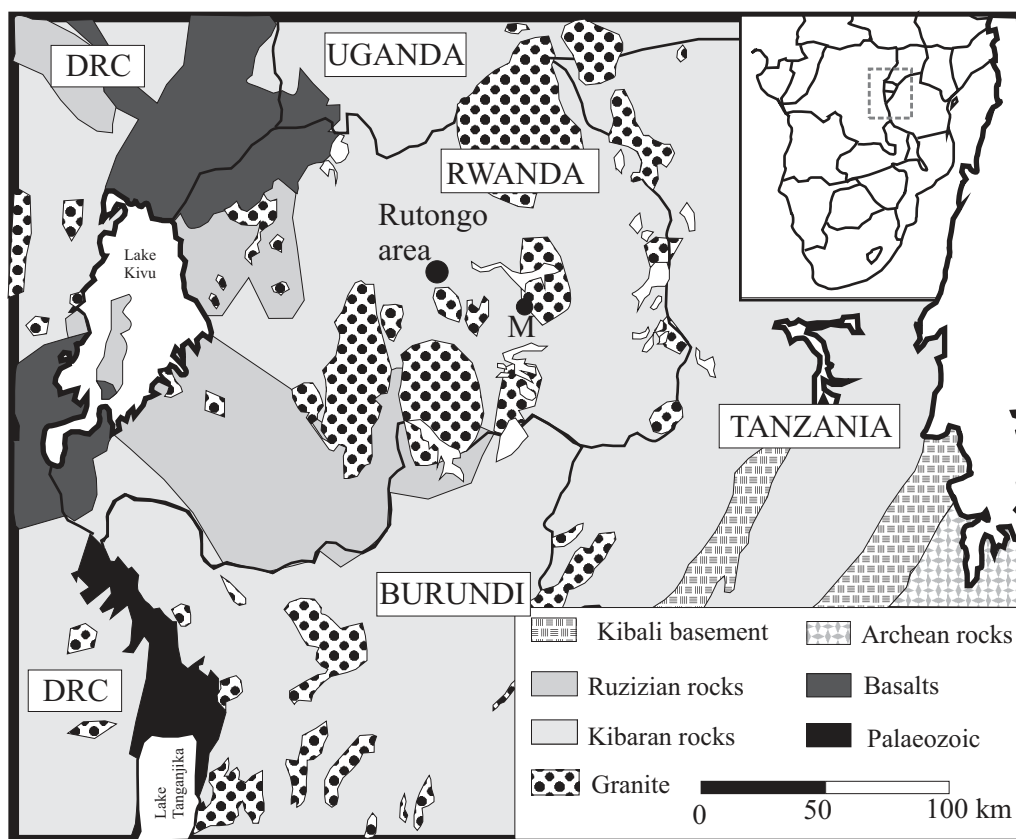 DRC
UGANDA
RWANDA
Rutongo
area
Lake
Kivu
M
TANZANIA
BURUNDI
DRC
Lake
Tanganjika
Kibali basement
Archean rocks
Ruzizian rocks
Basalts
Kibaran rocks
Palaeozoic
Granite
0
50
100 km